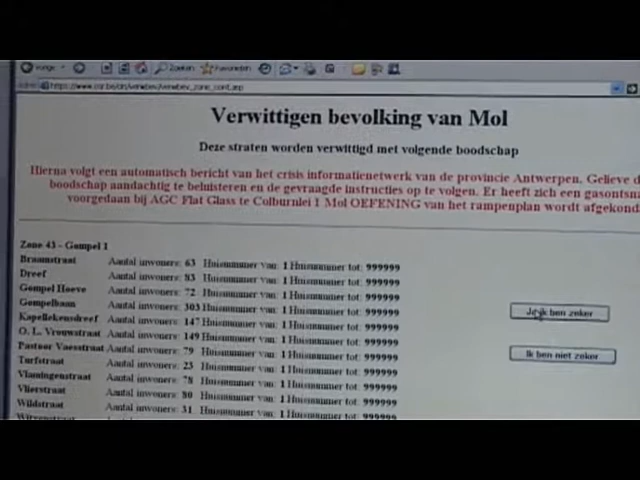 Vorige Zoeken Favorieten
Verwittigen bevolking van Mol
Deze straten worden verwittigd met volgende boodschap
Hierna volgt een automatisch bericht van het crisis informatienetwerk van de provincie Antwerpen. Gelieve d
boodschap aandachtig te beluisteren en de gevraagde instructies op te volgen. Er heeft zich een gasontsna
voorgedaan bij AGC Flat Glass te Colburnlei 1 Mol OEFENING van het rampenplan wordt afgekond
Zone 43 - Gompel 1
Braamstraat Aantal inwoners: 63 Huisnummer van: 1 Huisnummer tot: 999999
Dreef Aantal inwoners: 83 Huisnummer van: 1 Huisnummer tot: 999999
Gompel Hoeve Aantal inwoners: 72 Huisnummer van: 1 Huisnummer tot: 999999
Gompelbaan Aantal inwoners: 303 Huisnummer van: 1 Huisnummer tot: 999999
Ja ik ben zeker
Kapellekensdreef Aantal inwoners: 147 Huisnummer van: 1 Huisnummer tot: 999999
O. L. Vrouwstraat Aantal inwoners: 149 Huisnummer van: 1 Huisnummer tot: 999999
Pastoor Vaesstraat Aantal inwoners: 79 Huisnummer van: 1 Huisnummer tot: 999999
Ik ben niet zeker
Turfstraat Aantal inwoners: 23 Huisnummer van: 1 Huisnummer tot: 999999
Vlamingenstraat Aantal inwoners: 78 Huisnummer van: 1 Huisnummer tot: 999999
Vlierstraat Aantal inwoners: 80 Huisnummer van: 1 Huisnummer tot: 999999
Wildstraat Aantal inwoners: 31 Huisnummer van: 1 Huisnummer tot: 999999